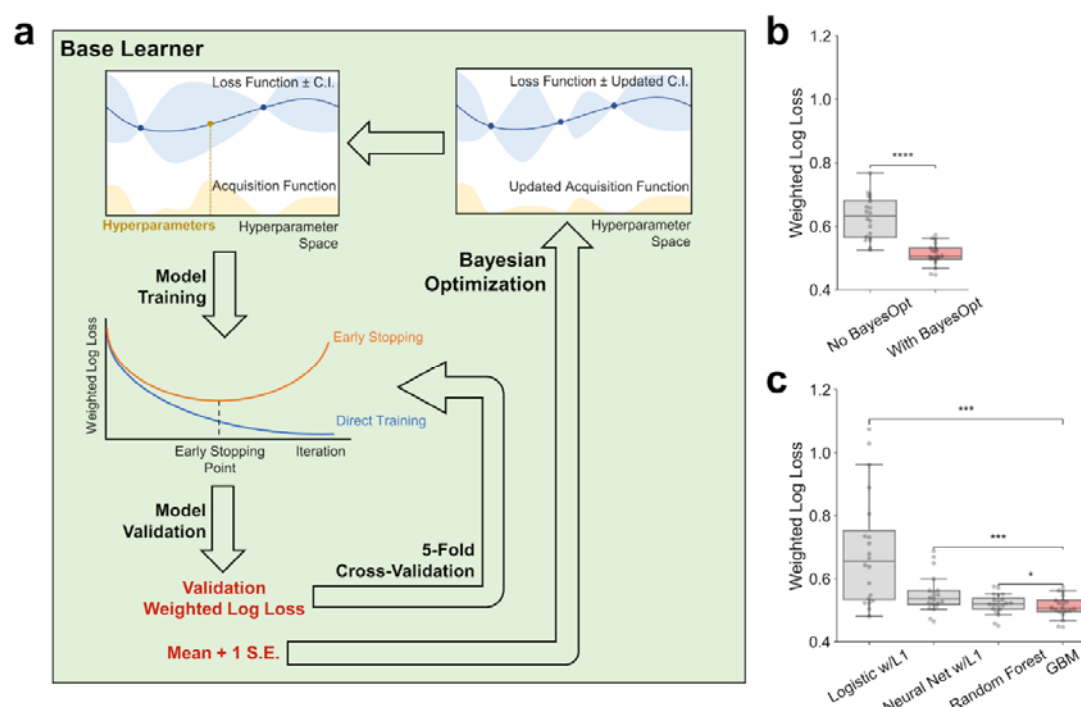 a
Base Learner
Loss Function ± C.I.
Acquisition Function
Hyperparameters
Hyperparameter
Space
Loss Function ± Updated C.I.
Updated Acquisition Function
Hyperparameter
Space
Model
Training
Bayesian
Optimization
Weighted Log Loss
Early Stopping
Direct Training
Early Stopping
Point
Iteration
Model
Validation
5-Fold
Cross-Validation
Validation
Weighted Log Loss
Mean + 1 S.E.
b
Weighted Log Loss
1.2
1.0
0.8
0.6
0.4
****
No BayesOpt
With BayesOpt
c
Weighted Log Loss
1.2
1.0
0.8
0.6
0.4
***
***
*
Logistic w/L1
Neural Net w/L1
Random Forest
GBM